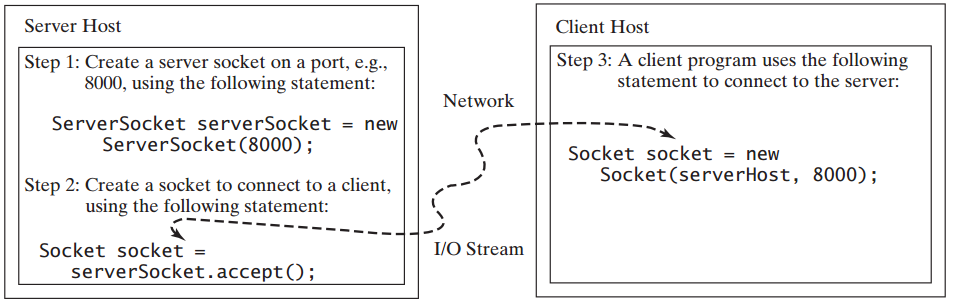 Server Host
Step 1: Create a server socket on a port, e.g.,
8000, using the following statement:
ServerSocket serverSocket = new
ServerSocket(8000);
Step 2: Create a socket to connect to a client,
using the following statement:
Socket socket =
serverSocket.accept();
Network
I/O Stream
Client Host
Step 3: A client program uses the following
statement to connect to the server:
Socket socket = new
Socket(serverHost, 8000);